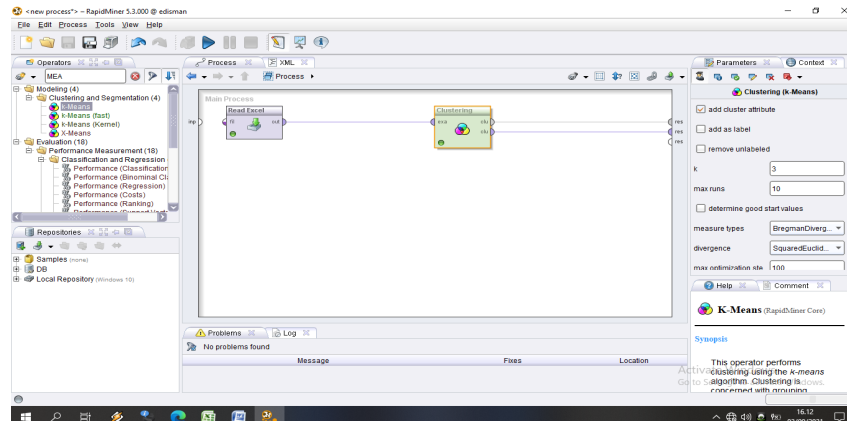 <new process*> – RapidMiner 5.3.000 @ edisman
File Edit Process Tools View Help
Operators
MEA
Modeling (4)
Clustering and Segmentation (4)
k-Means
k-Means (fast)
k-Means (Kernel)
X-Means
Evaluation (18)
Performance Measurement (18)
Classification and Regression
Performance (Classification
Performance (Binominal Cl
Performance (Regression)
Performance (Costs)
Performance (Ranking)
Repositories
Samples (none)
DB
Local Repository (Windows 10)
Process XML
Process
Main Process
inp
Read Excel
fil out
Clustering
exa clu
clu
res
res
res
Problems Log
No problems found
Message Fixes Location
Parameters Context
Clustering (k-Means)
add cluster attribute
add as label
remove unlabeled
k 3
max runs 10
determine good start values
measure types BregmanDiverg...
divergence SquaredEuclid...
max optimization ste 100
Help Comment
K-Means (RapidMiner Core)
Synopsis
This operator performs
clustering using the k-means
algorithm. Clustering is
concerned with grouping
16.12